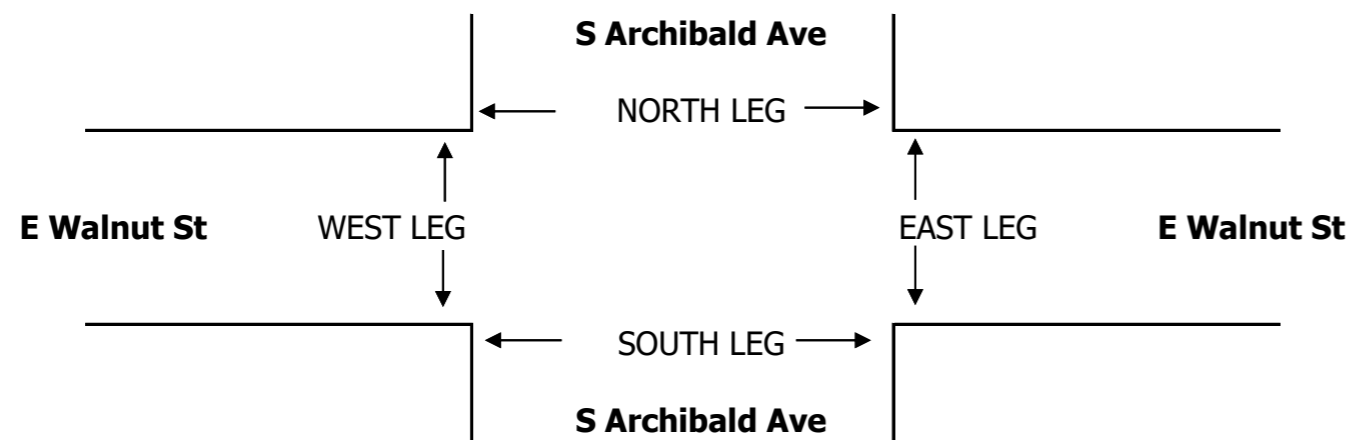 S Archibald Ave
NORTH LEG
E Walnut St WEST LEG EAST LEG E Walnut St
SOUTH LEG
S Archibald Ave